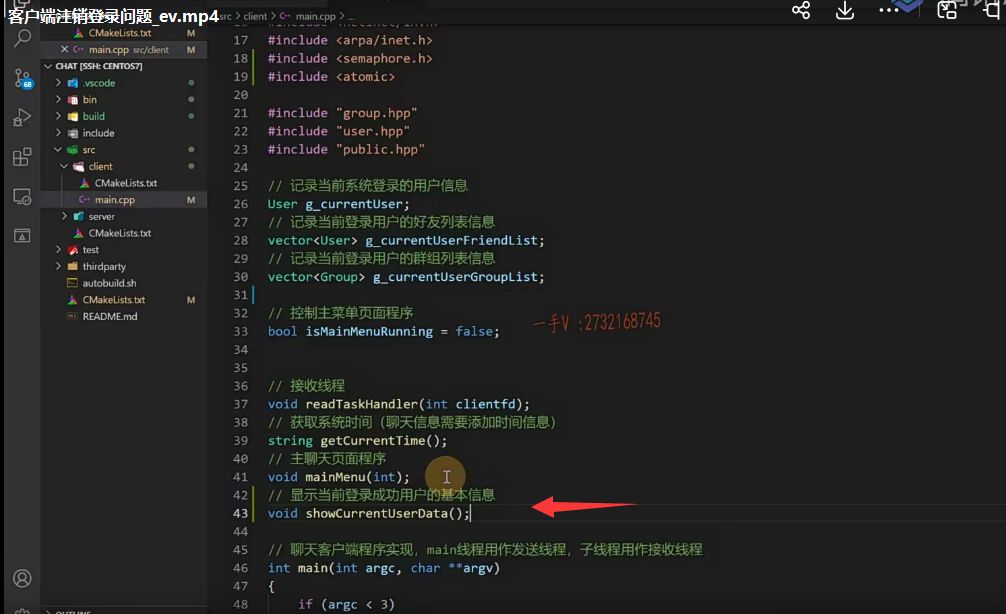 客户端注销登录问题_ev.mp4
src > client > main.cpp > ...
CMakeLists.txt M
main.cpp src/client M
CHAT [SSH: CENTOS7]
.vscode
bin
build
include
src
client
CMakeLists.txt
main.cpp M
server
CMakeLists.txt
test
thirdparty
autobuild.sh
CMakeLists.txt M
README.md
68
17 #include <arpa/inet.h>
18 #include <semaphore.h>
19 #include <atomic>
20
21 #include "group.hpp"
22 #include "user.hpp"
23 #include "public.hpp"
24
25 // 记录当前系统登录的用户信息
26 User g_currentUser;
27 // 记录当前登录用户的好友列表信息
28 vector<User> g_currentUserFriendList;
29 // 记录当前登录用户的群组列表信息
30 vector<Group> g_currentUserGroupList;
31
32 // 控制主菜单页面程序
33 bool isMainMenuRunning = false;
一手V :2732168745
34
35
36 // 接收线程
37 void readTaskHandler(int clientfd);
38 // 获取系统时间（聊天信息需要添加时间信息）
39 string getCurrentTime();
40 // 主聊天页面程序
41 void mainMenu(int);
42 // 显示当前登录成功用户的基本信息
43 void showCurrentUserData();
44
45 // 聊天客户端程序实现，main线程用作发送线程，子线程用作接收线程
46 int main(int argc, char **argv)
47 {
48 if (argc < 3)